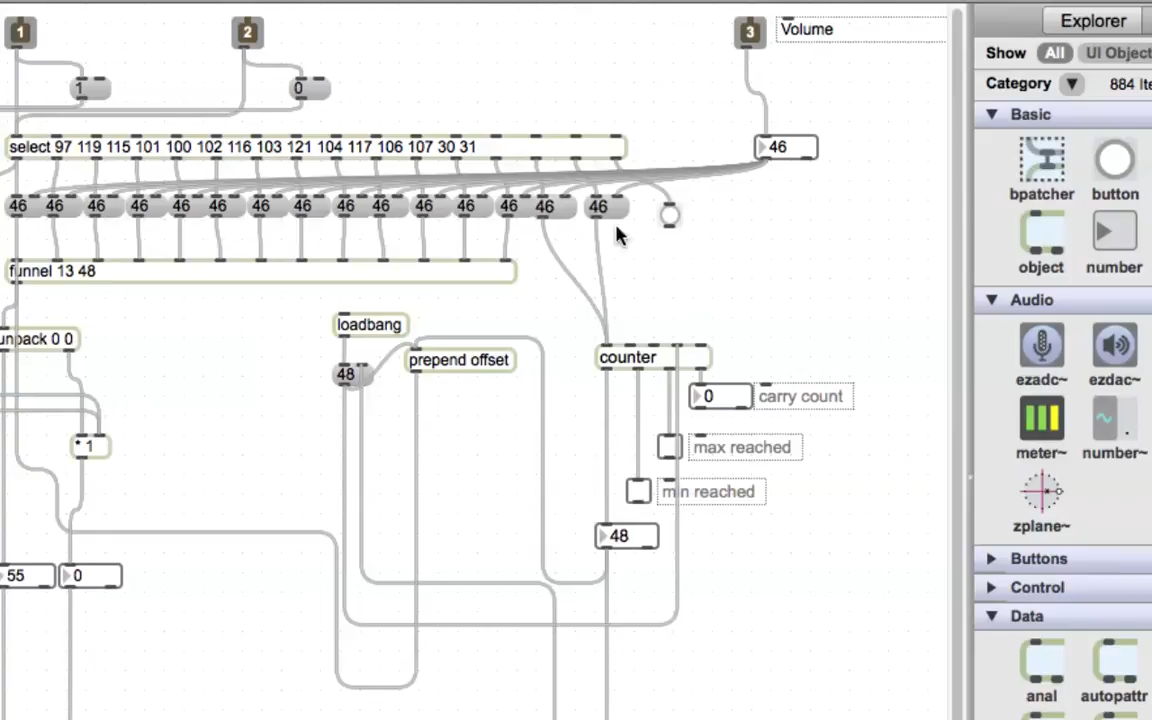 1 2 3 Volume Explorer
Show All UI Object
1 0 Category ▼ 884 Ite
Basic
select 97 119 115 101 100 102 116 103 121 104 117 106 107 30 31 46
bpatcher button
46 46 46 46 46 46 46 46 46 46 46 46 46 46 46
object number
funnel 13 48
Audio
loadbang
unpack 0 0
48 prepend offset counter
ezadc~ ezdac~
0 carry count
* 1 max reached
meter~ number~
min reached
zplane~
48
Buttons
55 0 Control
Data
anal autopattr